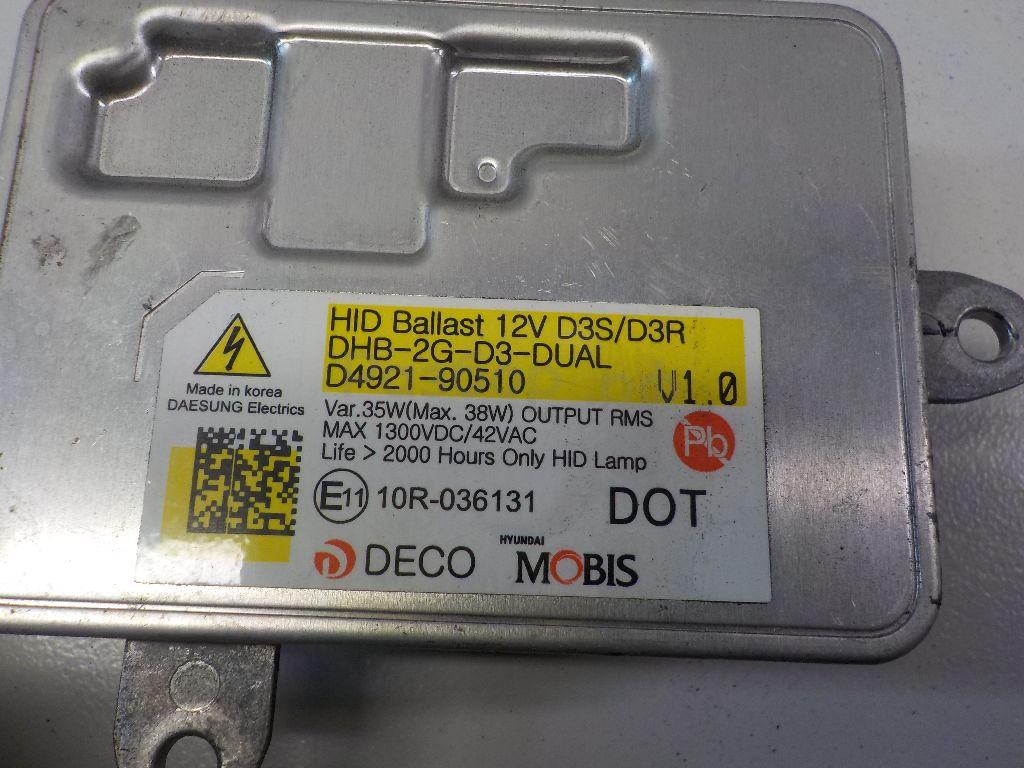 HID Ballast 12V D3S/D3R
DHB-2G-D3-DUAL
D4921-90510 V1.0
Made in korea
DAESUNG Electrics
Var.35W(Max. 38W) OUTPUT RMS
MAX 1300VDC/42VAC
Life > 2000 Hours Only HID Lamp
Pb
E11 10R-036131 DOT
DECO
HYUNDAI
MOBIS